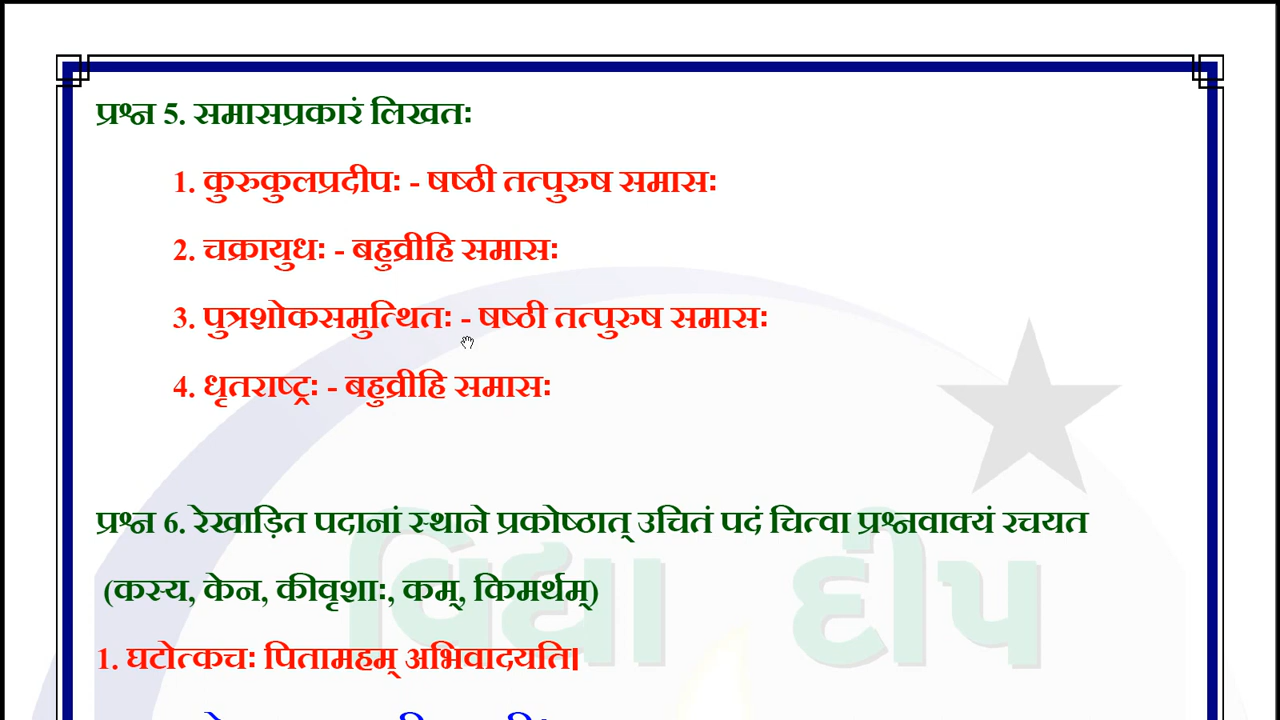 प्रश्न 5. समासप्रकारं लिखतः
1. कुरुकुलप्रदीपः - षष्ठी तत्पुरुष समासः
2. चक्रायुधः - बहुव्रीहि समासः
3. पुत्रशोकसमुत्थितः - षष्ठी तत्पुरुष समासः
4. धृतराष्ट्रः - बहुव्रीहि समासः
प्रश्न 6. रेखाड़ित पदानां स्थाने प्रकोष्ठात् उचितं पदं चित्वा प्रश्नवाक्यं रचयत
(कस्य, केन, कीवृशाः, कम्, किमर्थम्)
વિદ્યા દીપ
1. घटोत्कचः पितामहम् अभिवादयति।